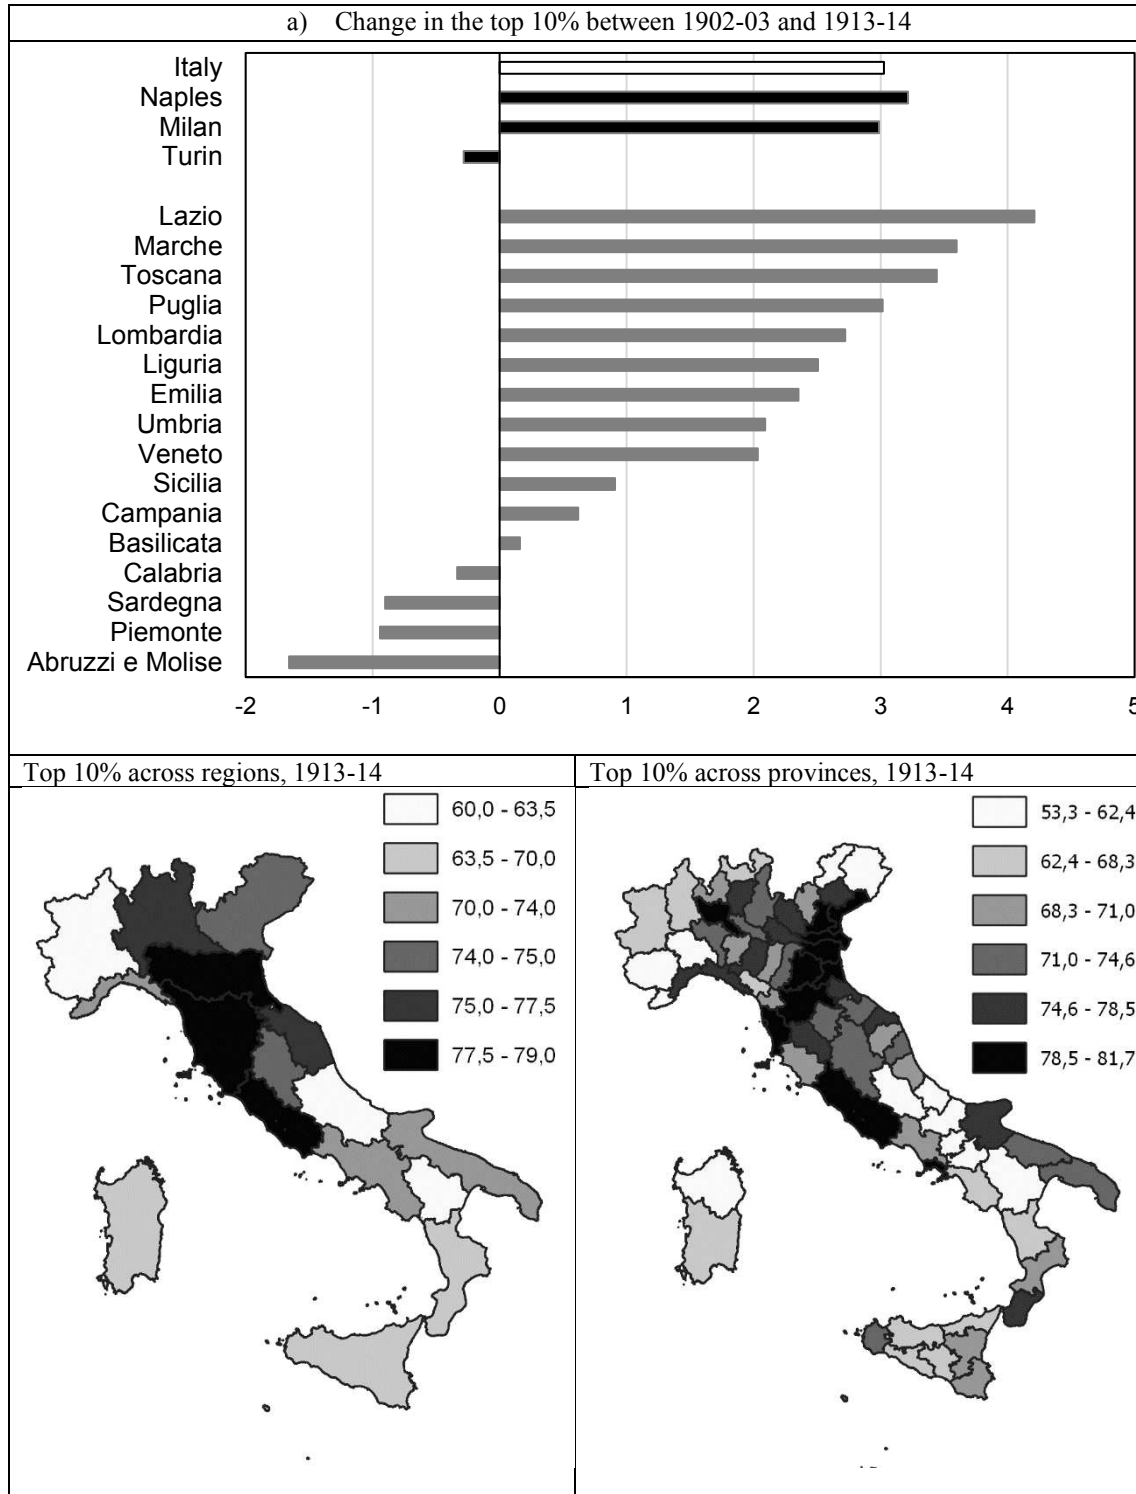 a) Change in the top 10% between 1902-03 and 1913-14
Italy
Naples
Milan
Turin
Lazio
Marche
Toscana
Puglia
Lombardia
Liguria
Emilia
Umbria
Veneto
Sicilia
Campania
Basilicata
Calabria
Sardegna
Piemonte
Abruzzi e Molise
-2 -1 0 1 2 3 4 5
Top 10% across regions, 1913-14
60,0 - 63,5
63,5 - 70,0
70,0 - 74,0
74,0 - 75,0
75,0 - 77,5
77,5 - 79,0
Top 10% across provinces, 1913-14
53,3 - 62,4
62,4 - 68,3
68,3 - 71,0
71,0 - 74,6
74,6 - 78,5
78,5 - 81,7